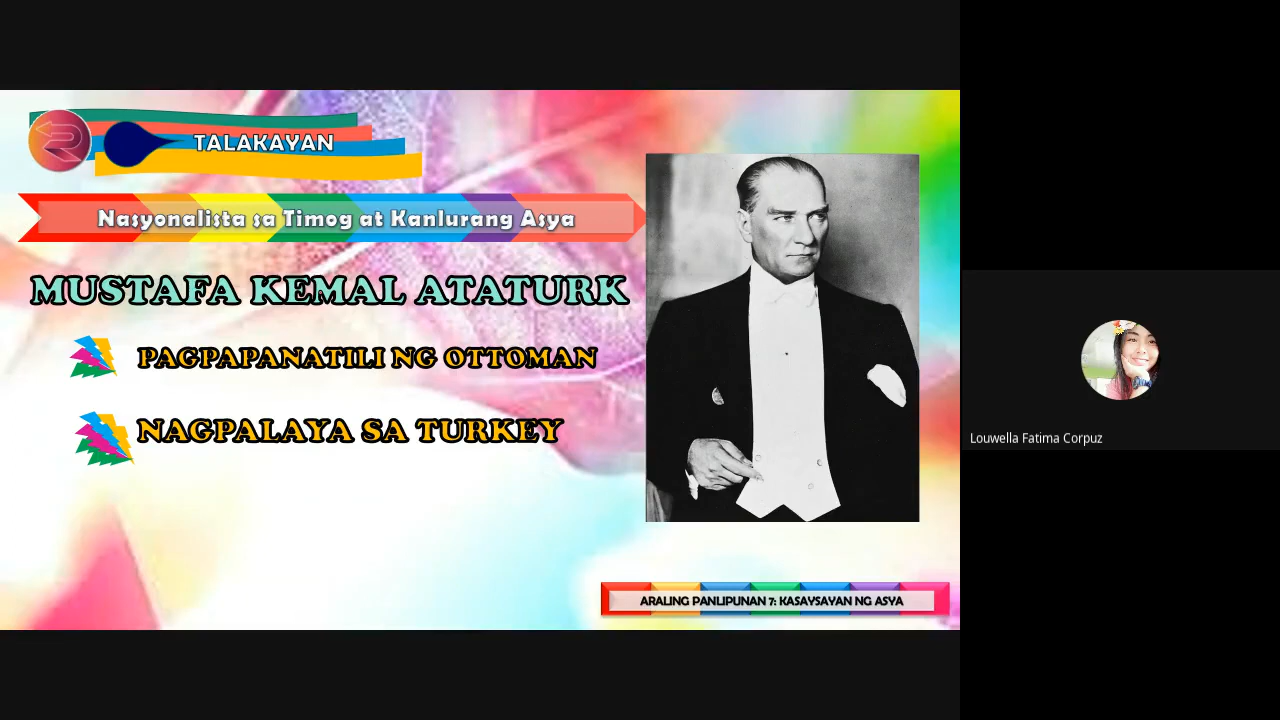 TALAKAYAN
Nasyonalista sa Timog at Kanlurang Asya
MUSTAFA KEMAL ATATURK
PAGPAPANATILI NG OTTOMAN
NAGPALAYA SA TURKEY
ARALING PANLIPUNAN 7: KASAYSAYAN NG ASYA
Louwella Fatima Corpuz